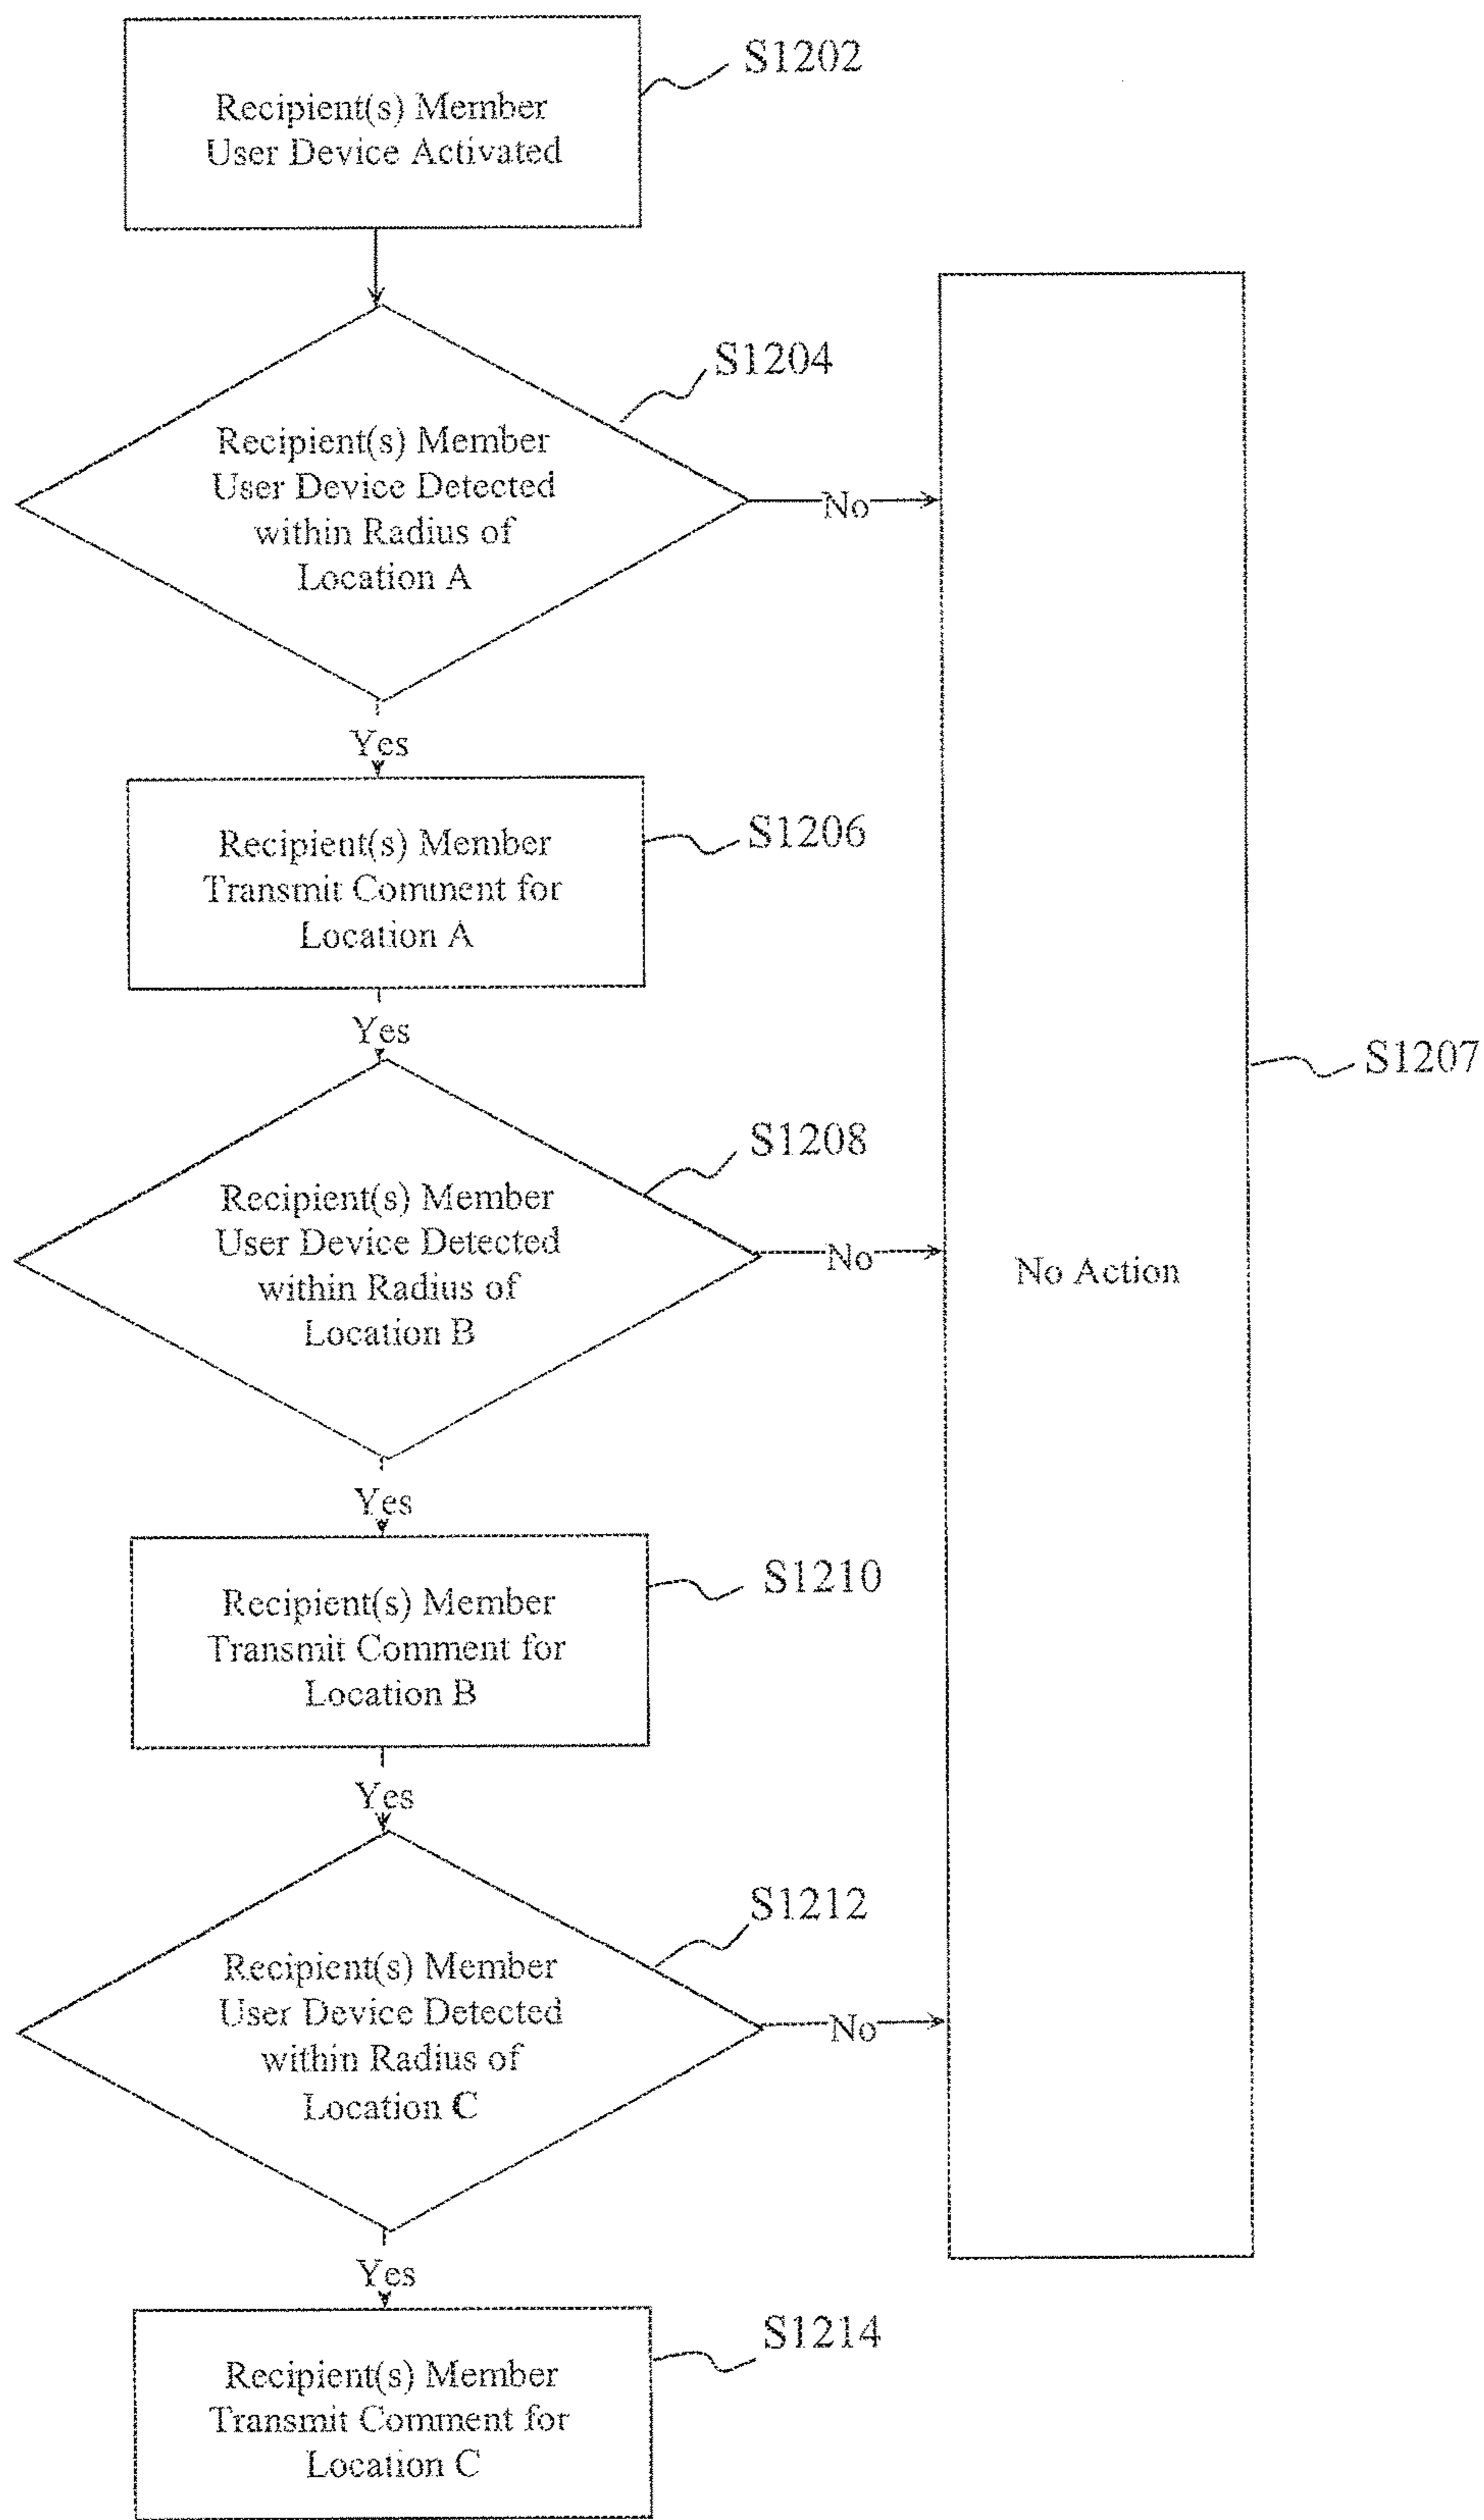 S1202
Recipient(s) Member
User Device Activated
S1204
Recipient(s) Member
User Device Detected
within Radius of
Location A
No
Yes
S1206
Recipient(s) Member
Transmit Comment for
Location A
Yes
S1207
S1208
Recipient(s) Member
User Device Detected
within Radius of
Location B
No
No Action
Yes
S1210
Recipient(s) Member
Transmit Comment for
Location B
Yes
S1212
Recipient(s) Member
User Device Detected
within Radius of
Location C
No
Yes
S1214
Recipient(s) Member
Transmit Comment for
Location C